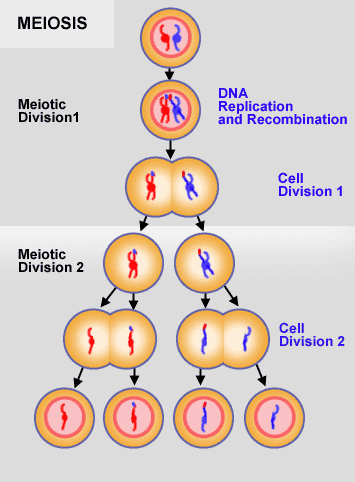 MEIOSIS
DNA
Replication
and Recombination
Meiotic
Division1
Cell
Division 1
Meiotic
Division 2
Cell
Division 2